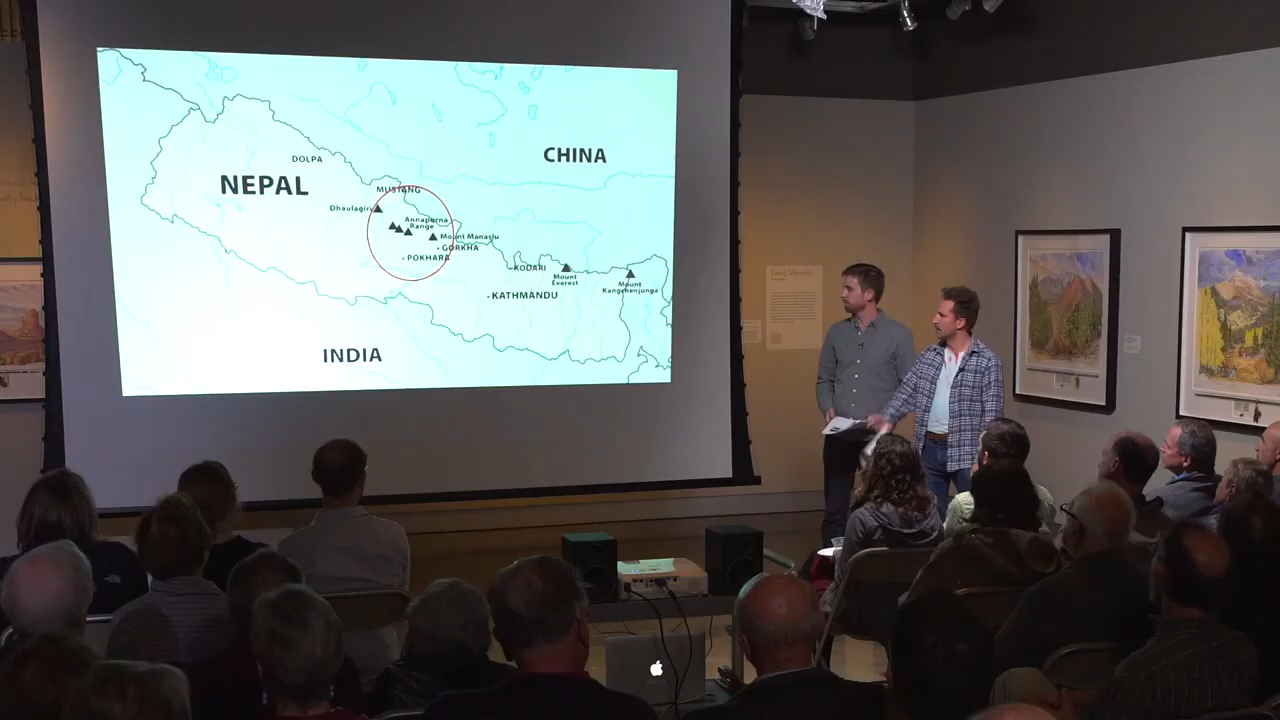 CHINA
DOLPA
NEPAL
MUSTANG
Dhaulagiri
Annapurna
Range
Mount Manaslu
GORKHA
POKHARA
KODARI
Mount
Everest
Mount
Kangchenjunga
KATHMANDU
INDIA